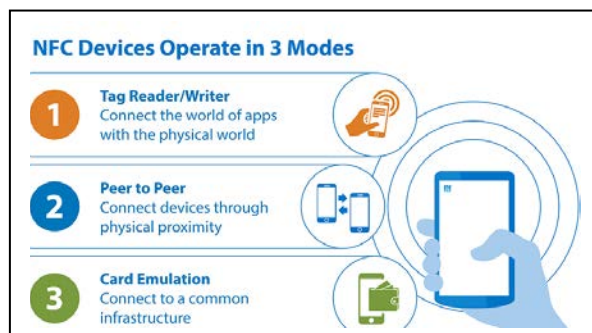 NFC Devices Operate in 3 Modes
1
Tag Reader/Writer
Connect the world of apps
with the physical world
2
Peer to Peer
Connect devices through
physical proximity
3
Card Emulation
Connect to a common
infrastructure